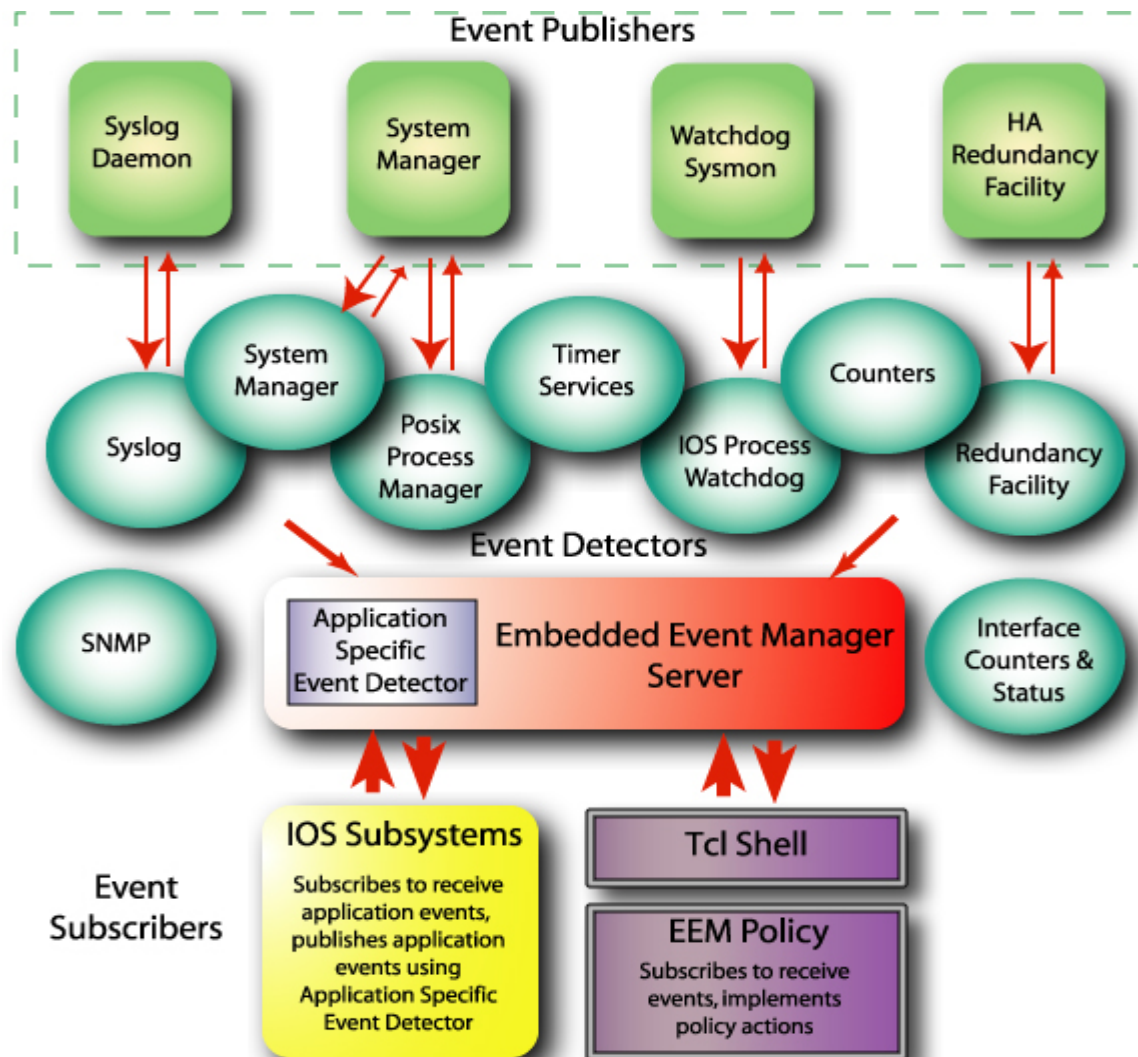 Event Publishers
Syslog
Daemon
System
Manager
Watchdog
Sysmon
HA
Redundancy
Facility
System
Manager
Timer
Services
Counters
Syslog
Posix
Process
Manager
IOS Process
Watchdog
Redundancy
Facility
Event Detectors
SNMP
Application
Specific
Event Detector
Embedded Event Manager
Server
Interface
Counters &
Status
Event
Subscribers
IOS Subsystems
Subscribes to receive
application events,
publishes application
events using
Application Specific
Event Detector
Tcl Shell
EEM Policy
Subscribes to receive
events, implements
policy actions